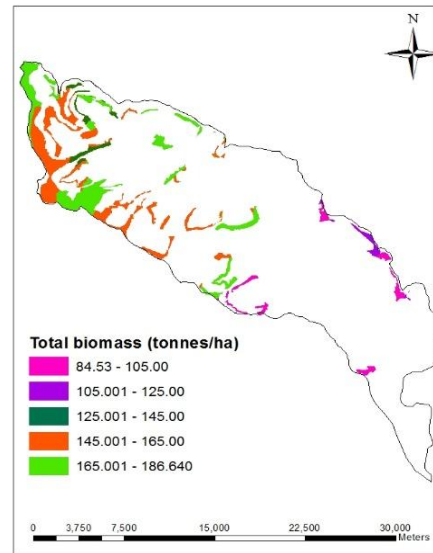 N
Total biomass (tonnes/ha)
84.53 - 105.00
105.001 - 125.00
125.001 - 145.00
145.001 - 165.00
165.001 - 186.640
0 3,750 7,500 15,000 22,500 30,000
Meters